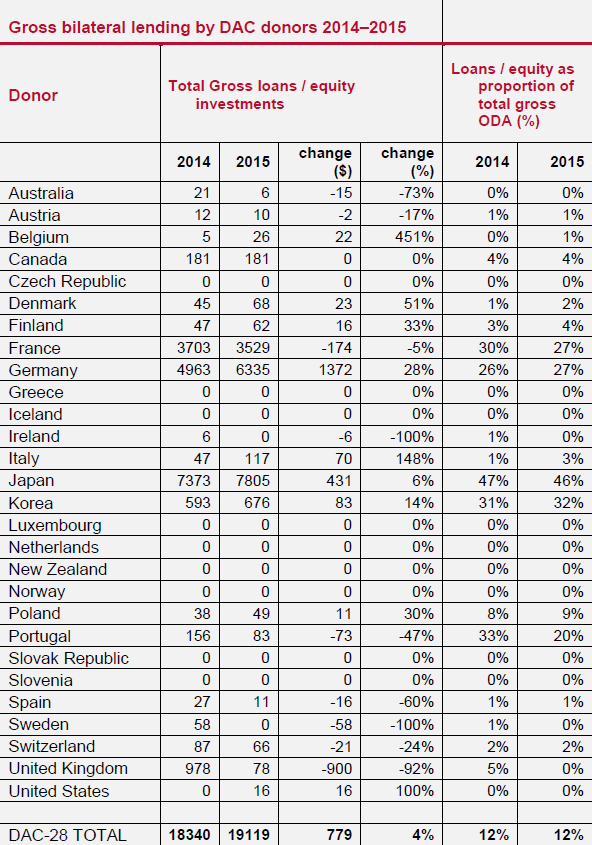 Gross bilateral lending by DAC donors 2014–2015
Donor Total Gross loans / equity investments Loans / equity as proportion of total gross ODA (%)
2014 2015 change ($) change (%) 2014 2015
Australia 21 6 -15 -73% 0% 0%
Austria 12 10 -2 -17% 1% 1%
Belgium 5 26 22 451% 0% 1%
Canada 181 181 0 0% 4% 4%
Czech Republic 0 0 0 0% 0% 0%
Denmark 45 68 23 51% 1% 2%
Finland 47 62 16 33% 3% 4%
France 3703 3529 -174 -5% 30% 27%
Germany 4963 6335 1372 28% 26% 27%
Greece 0 0 0 0% 0% 0%
Iceland 0 0 0 0% 0% 0%
Ireland 6 0 -6 -100% 1% 0%
Italy 47 117 70 148% 1% 3%
Japan 7373 7805 431 6% 47% 46%
Korea 593 676 83 14% 31% 32%
Luxembourg 0 0 0 0% 0% 0%
Netherlands 0 0 0 0% 0% 0%
New Zealand 0 0 0 0% 0% 0%
Norway 0 0 0 0% 0% 0%
Poland 38 49 11 30% 8% 9%
Portugal 156 83 -73 -47% 33% 20%
Slovak Republic 0 0 0 0% 0% 0%
Slovenia 0 0 0 0% 0% 0%
Spain 27 11 -16 -60% 1% 1%
Sweden 58 0 -58 -100% 1% 0%
Switzerland 87 66 -21 -24% 2% 2%
United Kingdom 978 78 -900 -92% 5% 0%
United States 0 16 16 100% 0% 0%
DAC-28 TOTAL 18340 19119 779 4% 12% 12%